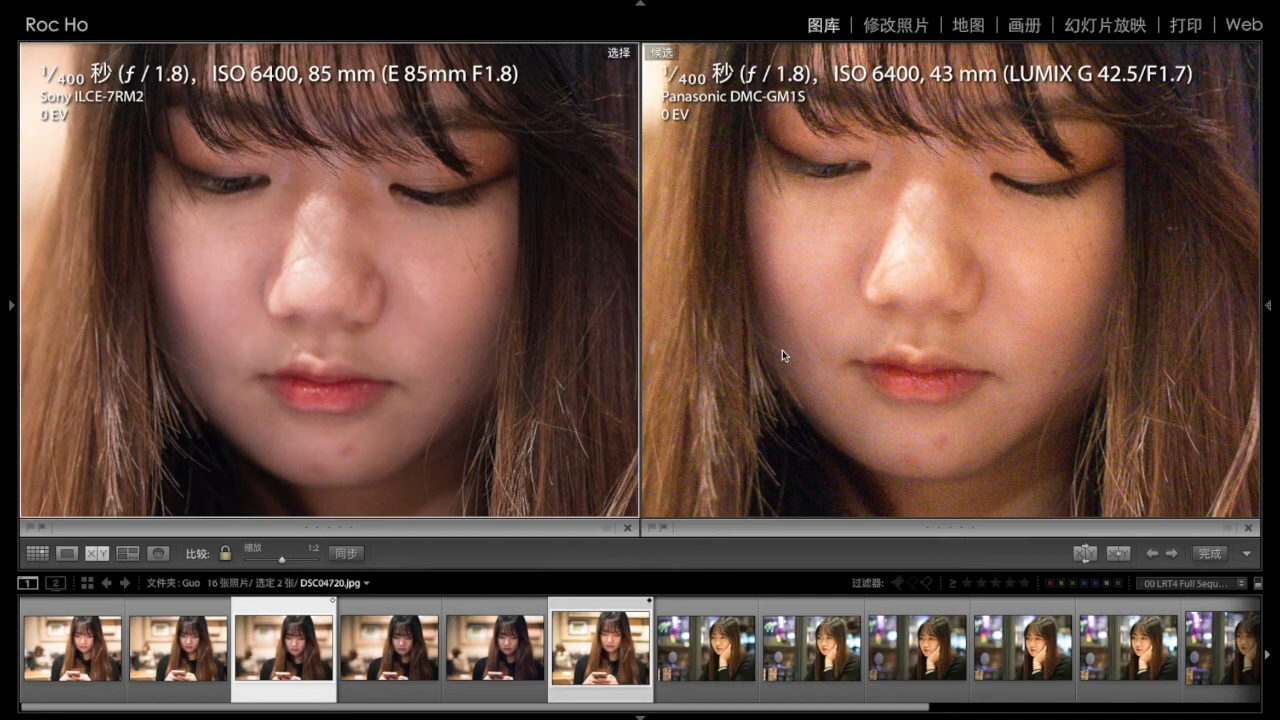 Roc Ho
图库 | 修改照片 | 地图 | 画册 | 幻灯片放映 | 打印 | Web
选择
1/400 秒 (ƒ / 1.8)， ISO 6400, 85 mm (E 85mm F1.8)
Sony ILCE-7RM2
0 EV
候选
1/400 秒 (ƒ / 1.8)， ISO 6400, 43 mm (LUMIX G 42.5/F1.7)
Panasonic DMC-GM1S
0 EV
XY 比较: 缩放 1:2 同步 完成
1 2 文件夹 : Guo 16 张照片/ 选定 2 张/ DSC04720.jpg 过滤器: ≥ 00 LRT4 Full Sequ...